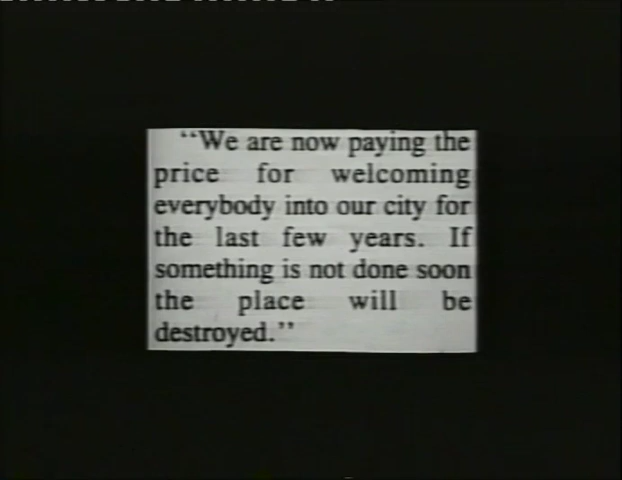 “We are now paying the
price for welcoming
everybody into our city for
the last few years. If
something is not done soon
the place will be
destroyed.”